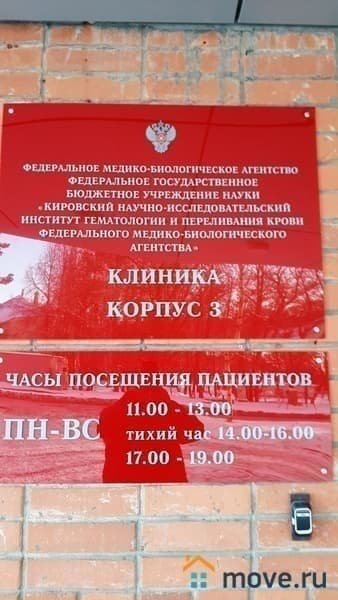 ФЕДЕРАЛЬНОЕ МЕДИКО-БИОЛОГИЧЕСКОЕ АГЕНТСТВО
ФЕДЕРАЛЬНОЕ ГОСУДАРСТВЕННОЕ
БЮДЖЕТНОЕ УЧРЕЖДЕНИЕ НАУКИ
«КИРОВСКИЙ НАУЧНО-ИССЛЕДОВАТЕЛЬСКИЙ
ИНСТИТУТ ГЕМАТОЛОГИИ И ПЕРЕЛИВАНИЯ КРОВИ
ФЕДЕРАЛЬНОГО МЕДИКО-БИОЛОГИЧЕСКОГО
АГЕНТСТВА»
КЛИНИКА
КОРПУС 3
ЧАСЫ ПОСЕЩЕНИЯ ПАЦИЕНТОВ
11.00 - 13.00
ПН-ВС тихий час 14.00-16.00
17.00 - 19.00
move.ru